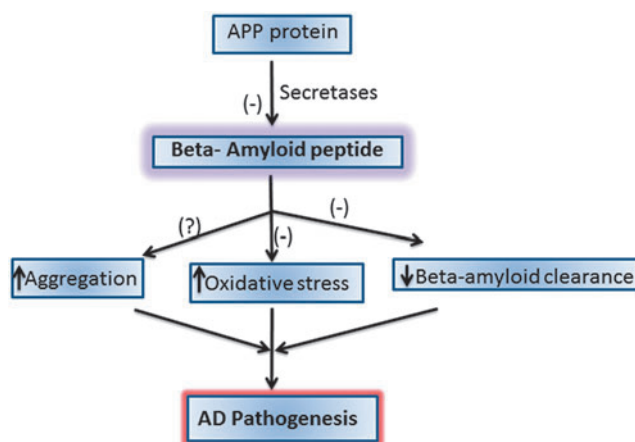 APP protein
(-) Secretases
Beta- Amyloid peptide
(?) (-) (-)
↑Aggregation ↑Oxidative stress ↓Beta-amyloid clearance
AD Pathogenesis